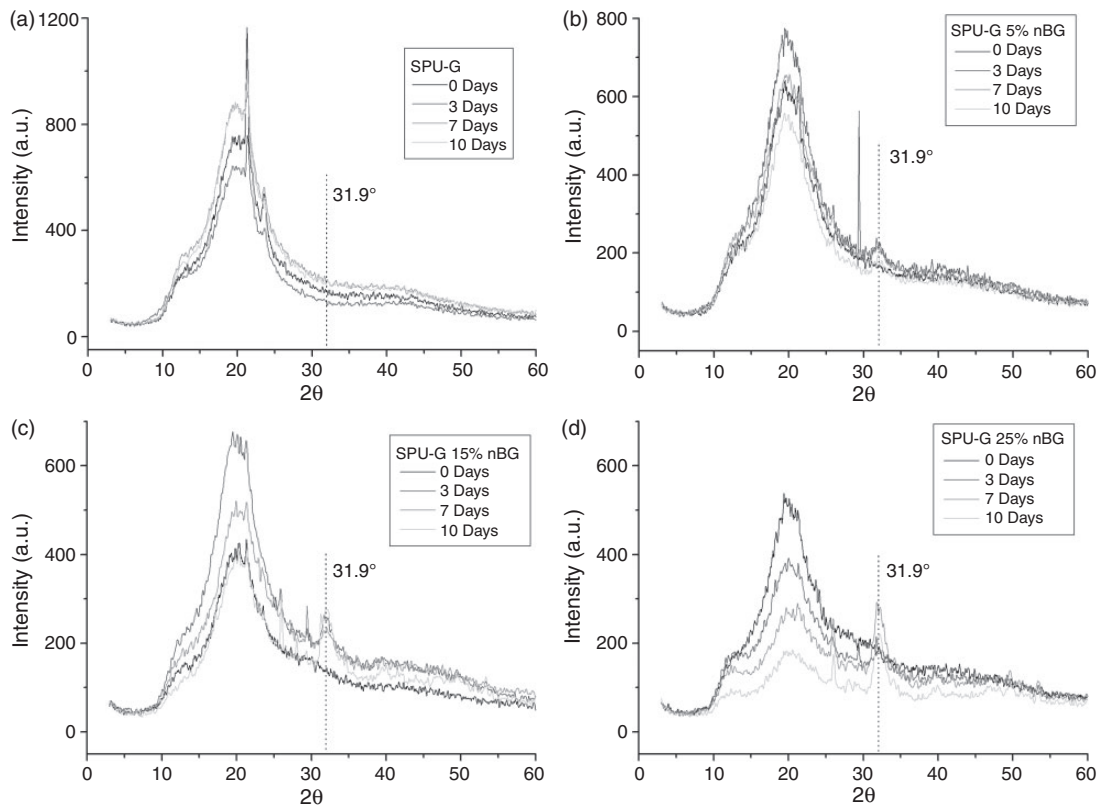 (a)
1200
800
400
0
Intensity (a.u.)
SPU-G
0 Days
3 Days
7 Days
10 Days
31.9°
0 10 20 30 40 50 60
2θ
(b)
800
600
400
200
0
Intensity (a.u.)
SPU-G 5% nBG
0 Days
3 Days
7 Days
10 Days
31.9°
0 10 20 30 40 50 60
2θ
(c)
600
400
200
0
Intensity (a.u.)
SPU-G 15% nBG
0 Days
3 Days
7 Days
10 Days
31.9°
0 10 20 30 40 50 60
2θ
(d)
600
400
200
0
Intensity (a.u.)
SPU-G 25% nBG
0 Days
3 Days
7 Days
10 Days
31.9°
0 10 20 30 40 50 60
2θ